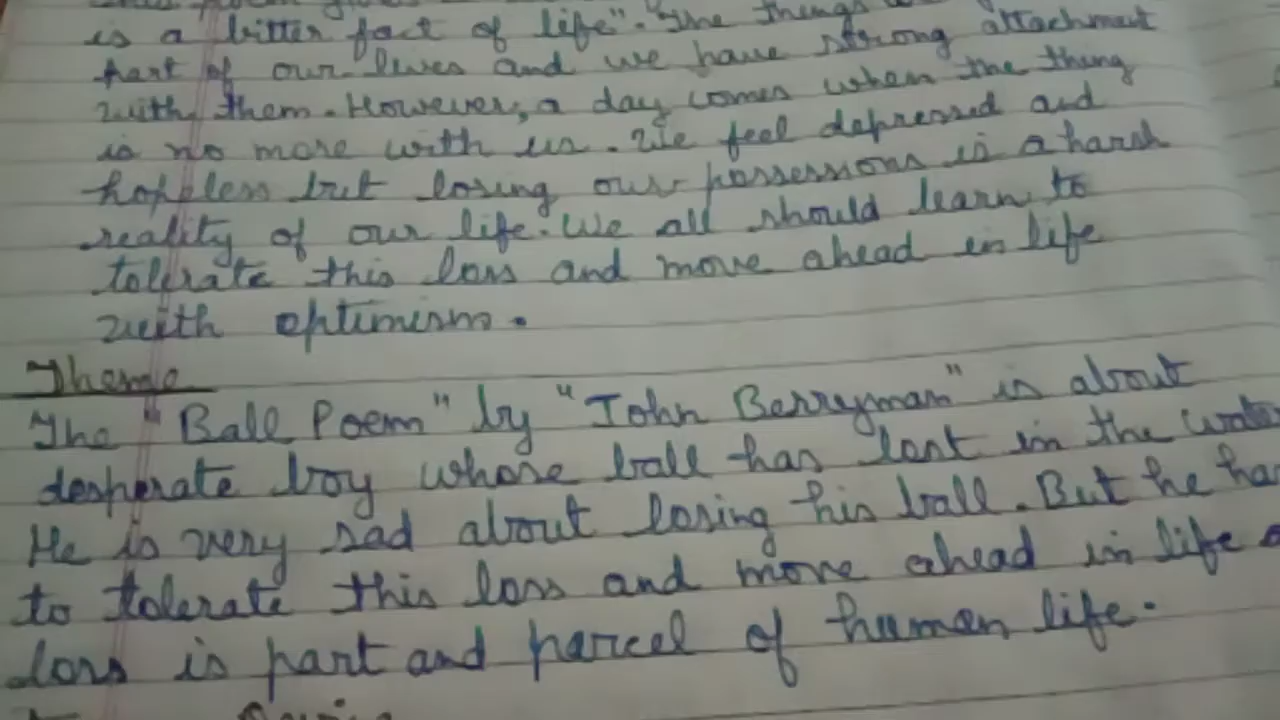 is a bitter fact of life". "The things
part of our lives and we have strong attachment
with them. However, a day comes when the thing
is no more with us. We feel depressed and
hopeless but losing our possessions is a harsh
reality of our life. We all should learn to
tolerate this loss and move ahead in life
with optimism.
Theme
The "Ball Poem" by "John Berryman" is about
desperate boy whose ball has lost in the
He is very sad about losing his ball. But he
to tolerate this loss and move ahead in life
loss is part and parcel of human life.